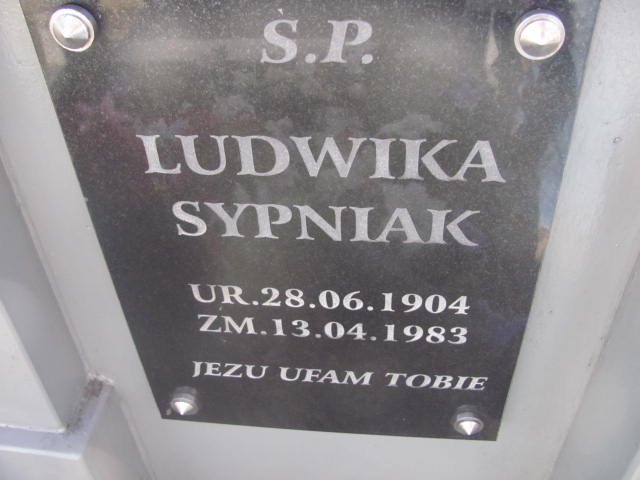 S.P.
LUDWIKA
SYPNIAK
UR.28.06.1904
ZM.13.04.1983
JEZU UFAM TOBIE